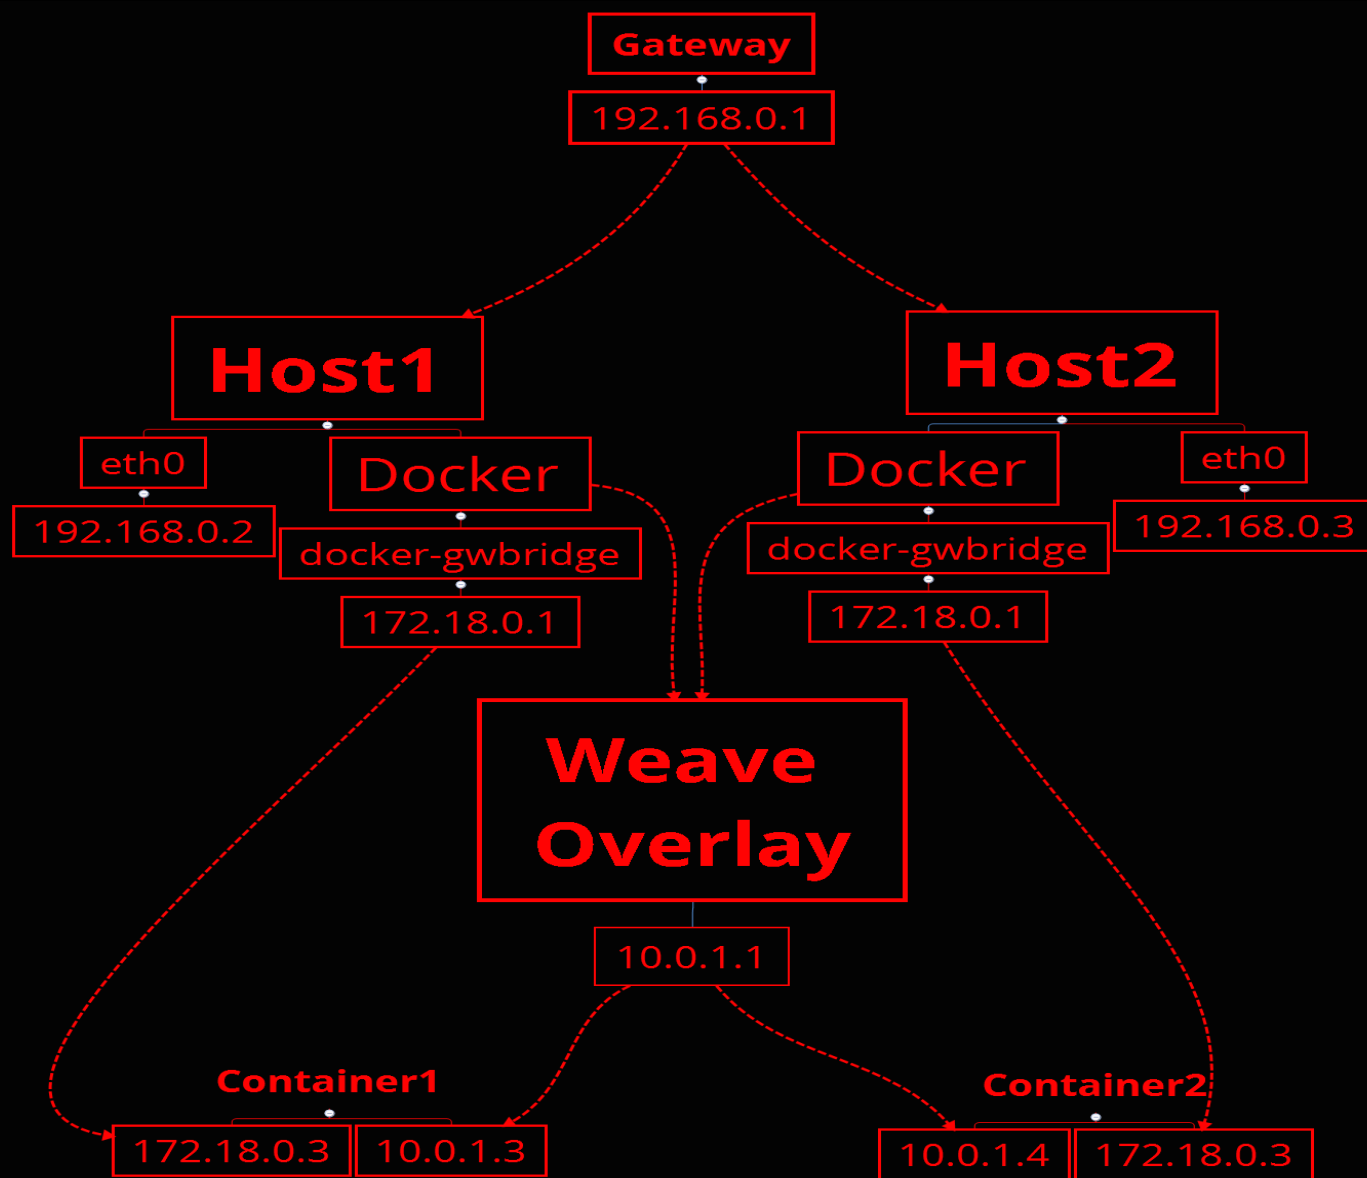 Gateway
192.168.0.1
Host1
Host2
eth0
Docker
Docker
eth0
192.168.0.2
docker-gwbridge
docker-gwbridge
192.168.0.3
172.18.0.1
172.18.0.1
Weave
Overlay
10.0.1.1
Container1
Container2
172.18.0.3
10.0.1.3
10.0.1.4
172.18.0.3